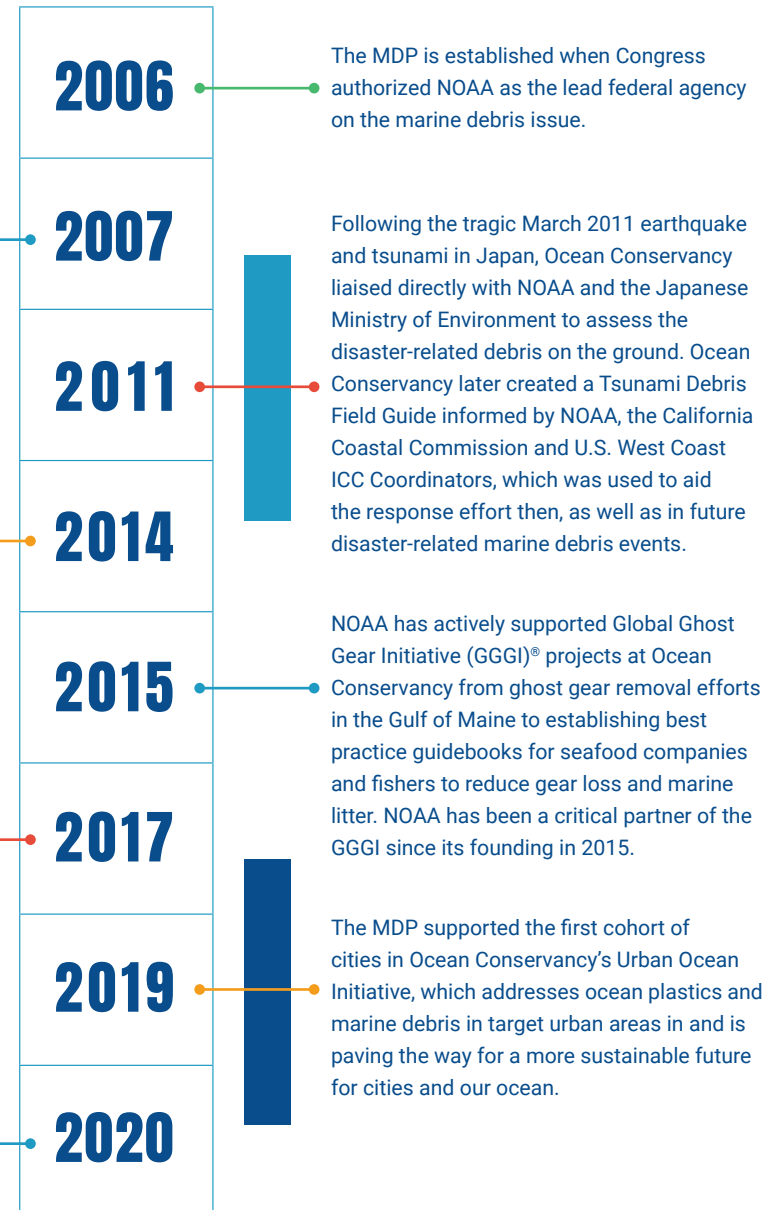 2006
The MDP is established when Congress
authorized NOAA as the lead federal agency
on the marine debris issue.
2007
2011
Following the tragic March 2011 earthquake
and tsunami in Japan, Ocean Conservancy
liaised directly with NOAA and the Japanese
Ministry of Environment to assess the
disaster-related debris on the ground. Ocean
Conservancy later created a Tsunami Debris
Field Guide informed by NOAA, the California
Coastal Commission and U.S. West Coast
ICC Coordinators, which was used to aid
the response effort then, as well as in future
disaster-related marine debris events.
2014
2015
NOAA has actively supported Global Ghost
Gear Initiative (GGGI)® projects at Ocean
Conservancy from ghost gear removal efforts
in the Gulf of Maine to establishing best
practice guidebooks for seafood companies
and fishers to reduce gear loss and marine
litter. NOAA has been a critical partner of the
GGGI since its founding in 2015.
2017
2019
The MDP supported the first cohort of
cities in Ocean Conservancy’s Urban Ocean
Initiative, which addresses ocean plastics and
marine debris in target urban areas in and is
paving the way for a more sustainable future
for cities and our ocean.
2020